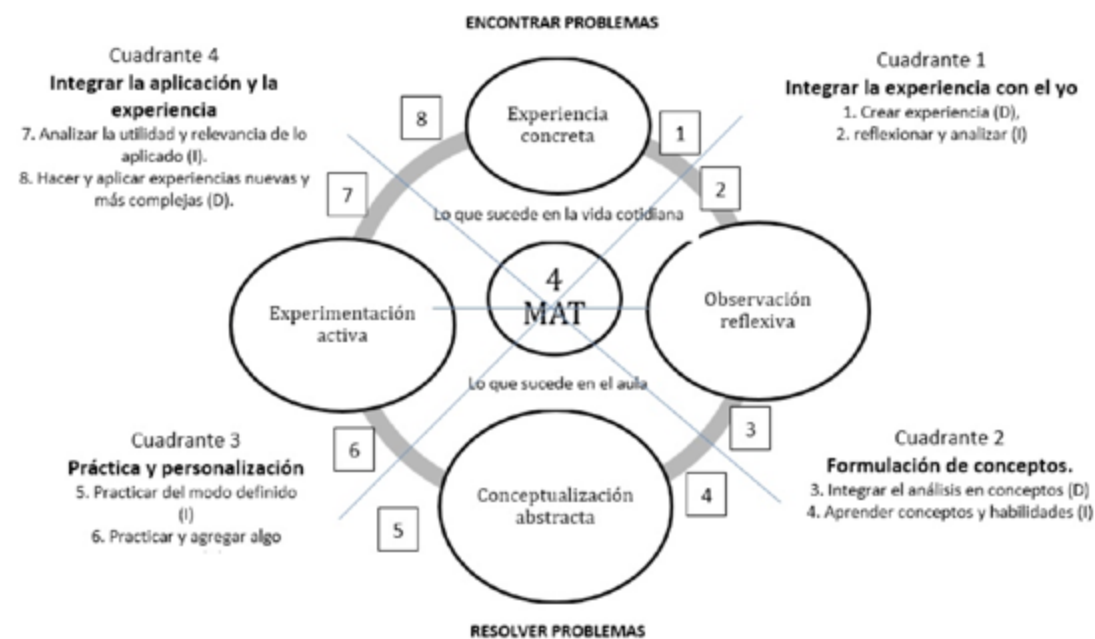 ENCONTRAR PROBLEMAS
Cuadrante 4
Integrar la aplicación y la
experiencia
7. Analizar la utilidad y relevancia de lo
aplicado (I).
8. Hacer y aplicar experiencias nuevas y
más complejas (D).
Cuadrante 1
Integrar la experiencia con el yo
1. Crear experiencia (D),
2. reflexionar y analizar (I)
8
Experiencia
concreta
1
7
2
Lo que sucede en la vida cotidiana
Experimentación
activa
4
MAT
Observación
reflexiva
Lo que sucede en el aula
Cuadrante 3
Práctica y personalización
5. Practicar del modo definido
(I)
6. Practicar y agregar algo
6
3
Cuadrante 2
Formulación de conceptos.
3. Integrar el análisis en conceptos (D)
4. Aprender conceptos y habilidades (I)
5
Conceptualización
abstracta
4
RESOLVER PROBLEMAS